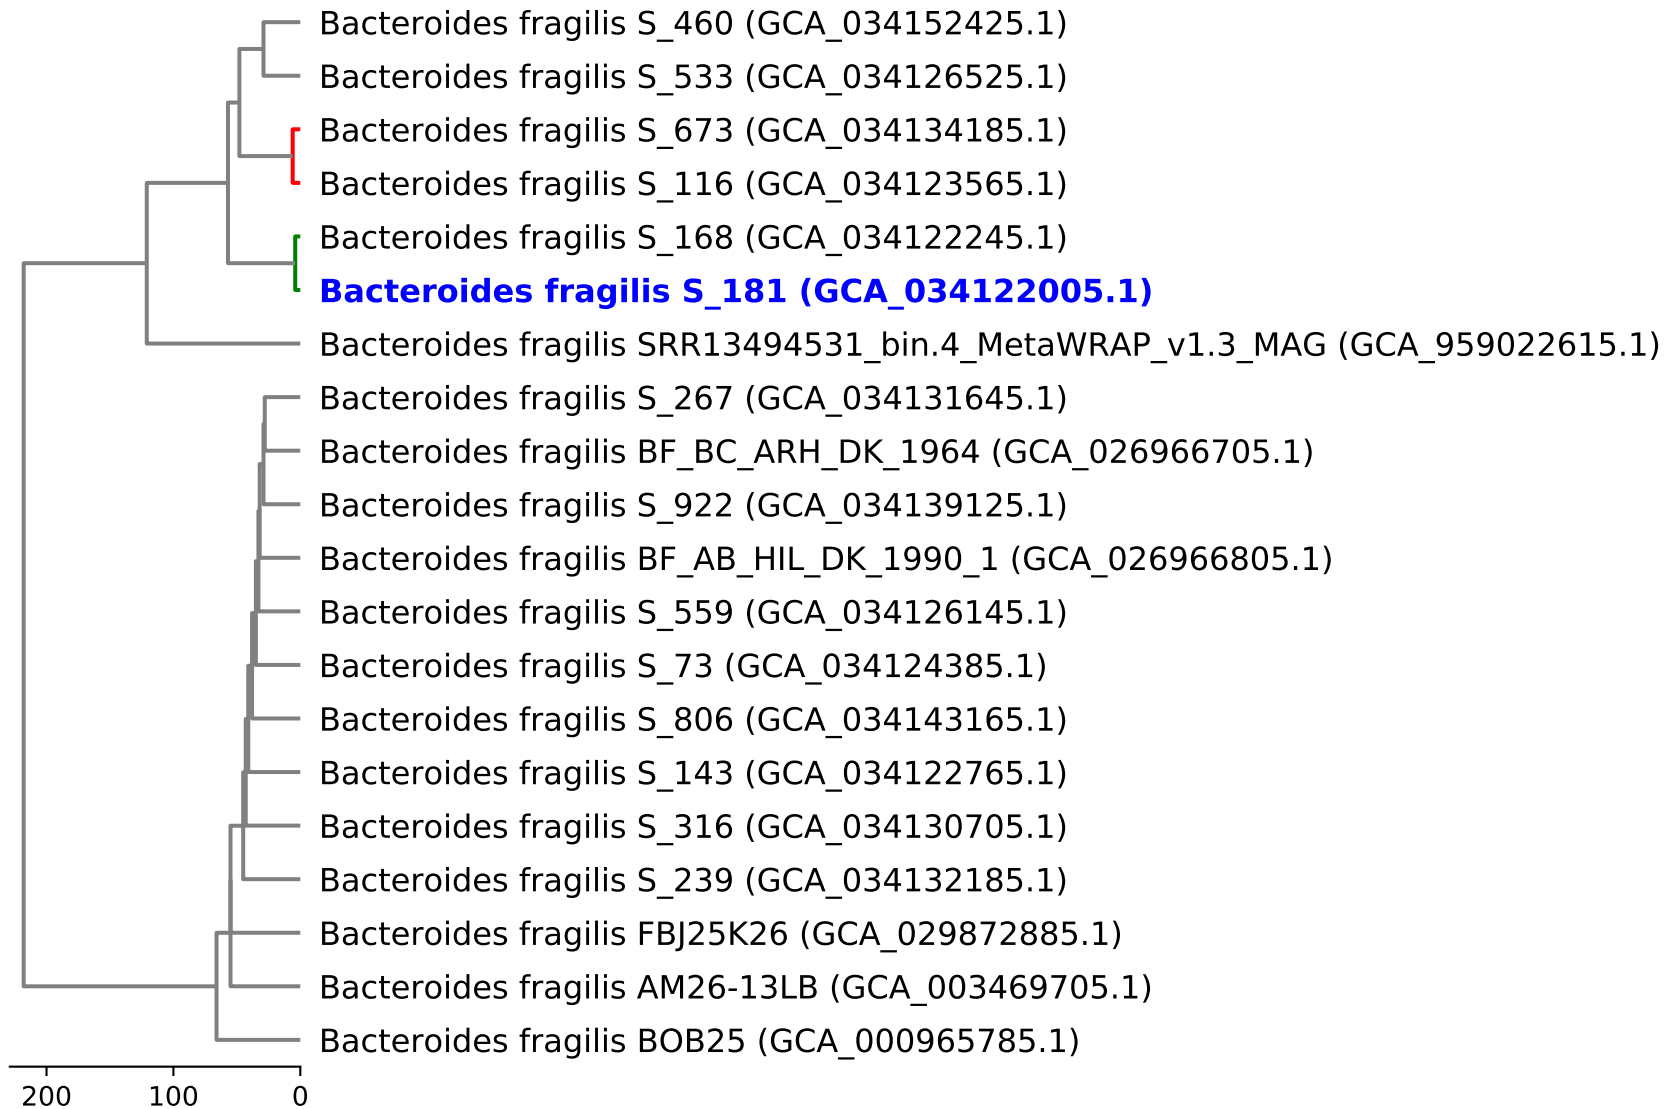 Bacteroides fragilis S_460 (GCA_034152425.1)
Bacteroides fragilis S_533 (GCA_034126525.1)
Bacteroides fragilis S_673 (GCA_034134185.1)
Bacteroides fragilis S_116 (GCA_034123565.1)
Bacteroides fragilis S_168 (GCA_034122245.1)
Bacteroides fragilis S_181 (GCA_034122005.1)
Bacteroides fragilis SRR13494531_bin.4_MetaWRAP_v1.3_MAG (GCA_959022615.1)
Bacteroides fragilis S_267 (GCA_034131645.1)
Bacteroides fragilis BF_BC_ARH_DK_1964 (GCA_026966705.1)
Bacteroides fragilis S_922 (GCA_034139125.1)
Bacteroides fragilis BF_AB_HIL_DK_1990_1 (GCA_026966805.1)
Bacteroides fragilis S_559 (GCA_034126145.1)
Bacteroides fragilis S_73 (GCA_034124385.1)
Bacteroides fragilis S_806 (GCA_034143165.1)
Bacteroides fragilis S_143 (GCA_034122765.1)
Bacteroides fragilis S_316 (GCA_034130705.1)
Bacteroides fragilis S_239 (GCA_034132185.1)
Bacteroides fragilis FBJ25K26 (GCA_029872885.1)
Bacteroides fragilis AM26-13LB (GCA_003469705.1)
Bacteroides fragilis BOB25 (GCA_000965785.1)
200 100 0